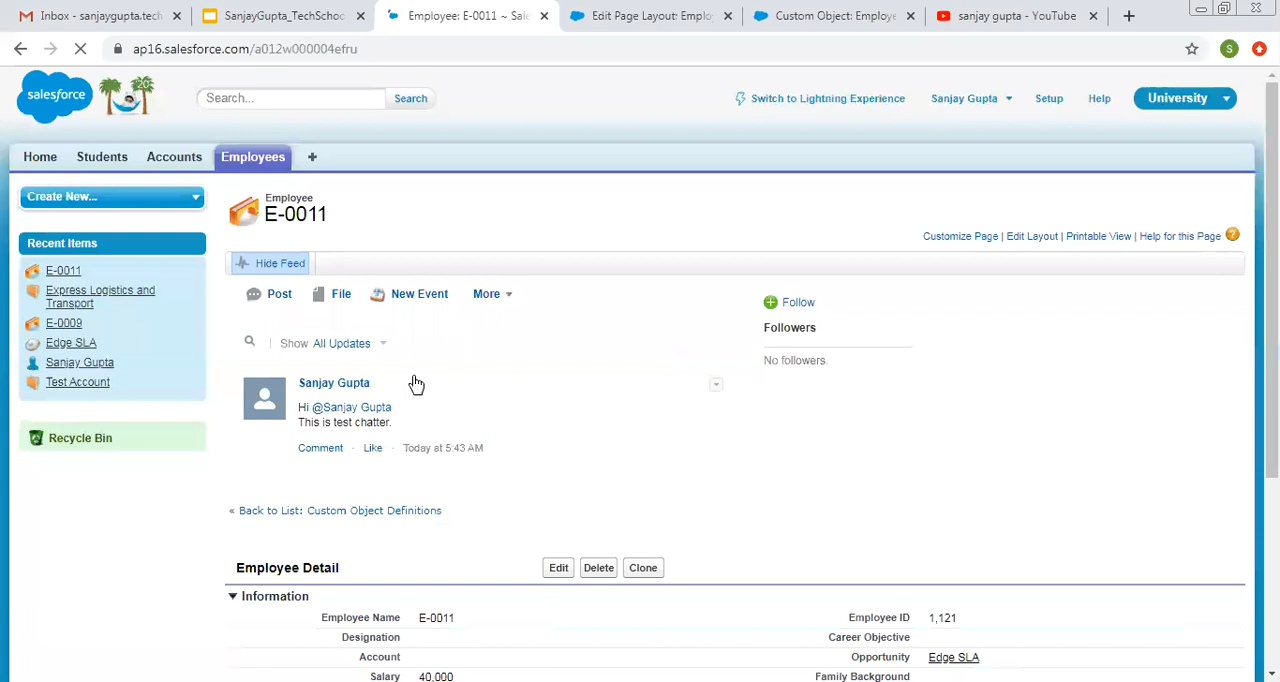 Inbox - sanjaygupta.tech
SanjayGupta_TechSchool
Employee: E-0011 ~ Sale
Edit Page Layout: Emplo
Custom Object: Employe
sanjay gupta - YouTube
ap16.salesforce.com/a012w000004efru
S
salesforce
20
Search...
Search
Switch to Lightning Experience
Sanjay Gupta
Setup
Help
University
Home
Students
Accounts
Employees
+
Create New...
Recent Items
E-0011
Express Logistics and
Transport
E-0009
Edge SLA
Sanjay Gupta
Test Account
Recycle Bin
Employee
E-0011
Customize Page | Edit Layout | Printable View | Help for this Page
Hide Feed
Post
File
New Event
More
Show All Updates
Follow
Followers
No followers.
Sanjay Gupta
Hi @Sanjay Gupta
This is test chatter.
Comment · Like · Today at 5:43 AM
« Back to List: Custom Object Definitions
Employee Detail
Edit
Delete
Clone
Information
Employee Name E-0011
Employee ID 1,121
Designation
Career Objective
Account
Opportunity Edge SLA
Salary 40,000
Family Background